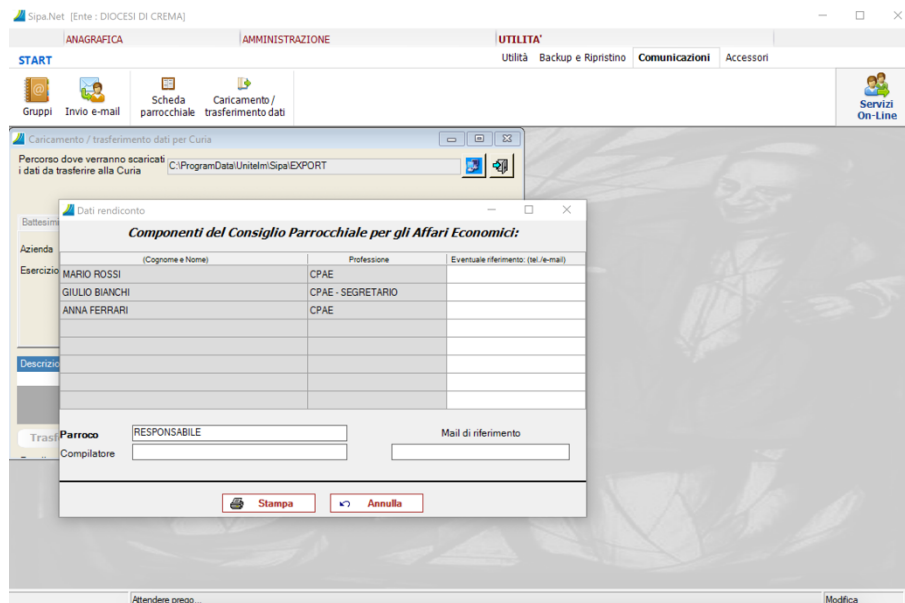 Sipa.Net [Ente : DIOCESI DI CREMA]
ANAGRAFICA AMMINISTRAZIONE UTILITA'
START Utilità Backup e Ripristino Comunicazioni Accessori
Gruppi Invio e-mail Scheda parrocchiale Caricamento / trasferimento dati Servizi On-Line
Caricamento / trasferimento dati per Curia
Percorso dove verranno scaricati i dati da trasferire alla Curia C:\ProgramData\UniteIm\Sipa\EXPORT
Dati rendiconto
Battesim
Componenti del Consiglio Parrocchiale per gli Affari Economici:
Azienda
(Cognome e Nome) Professione Eventuale riferimento: (tel./e-mail)
Esercizio
MARIO ROSSI CPAE
GIULIO BIANCHI CPAE - SEGRETARIO
ANNA FERRARI CPAE
Descrizio
Parroco RESPONSABILE Mail di riferimento
Trasf
Compilatore
Stampa Annulla
Attendere prego... Modifica